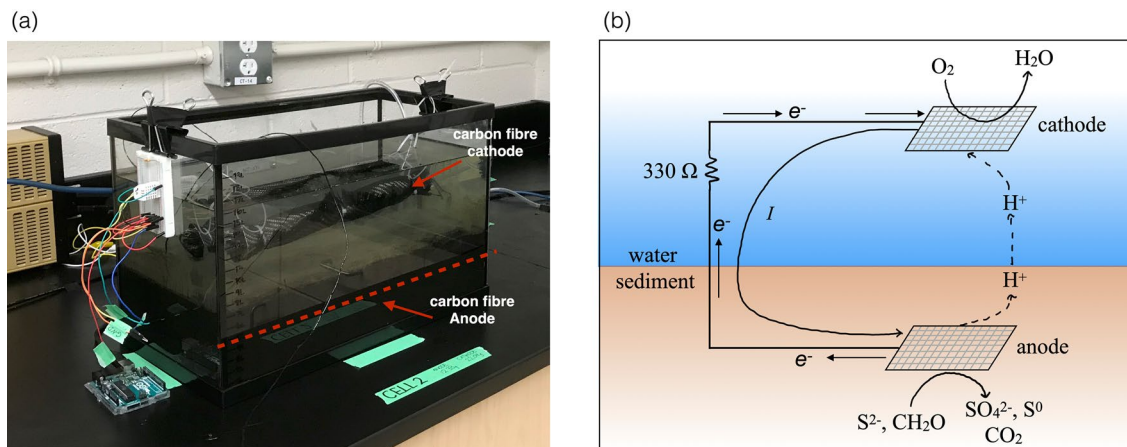 (a)
carbon fibre
cathode
carbon fibre
Anode
CELL 2
(b)
O₂
H₂O
e⁻
cathode
330 Ω
I
H⁺
e⁻
water
sediment
H⁺
anode
e⁻
S²⁻, CH₂O
SO₄²⁻, S⁰
CO₂